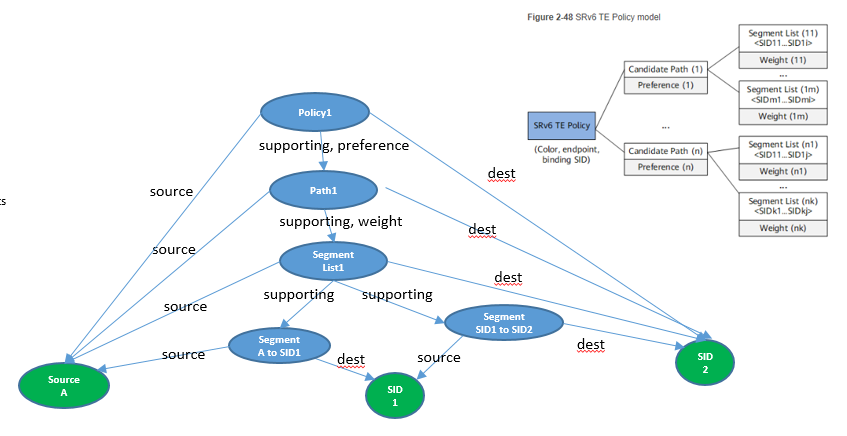 Figure 2-48 SRv6 TE Policy model
Segment List (11)
<SID11...SID1i>
Weight (11)
...
Segment List (1m)
<SIDm1...SIDmi>
Weight (1m)
Candidate Path (1)
Preference (1)
SRv6 TE Policy
(Color, endpoint,
binding SID)
...
Candidate Path (n)
Preference (n)
Segment List (n1)
<SID11...SID1j>
Weight (n1)
...
Segment List (nk)
<SIDk1...SIDkj>
Weight (nk)
Policy1
supporting, preference
dest
source
Path1
supporting, weight
dest
source
Segment
List1
dest
supporting
supporting
source
Segment
A to SID1
Segment
SID1 to SID2
source
dest
source
dest
Source
A
SID
1
SID
2